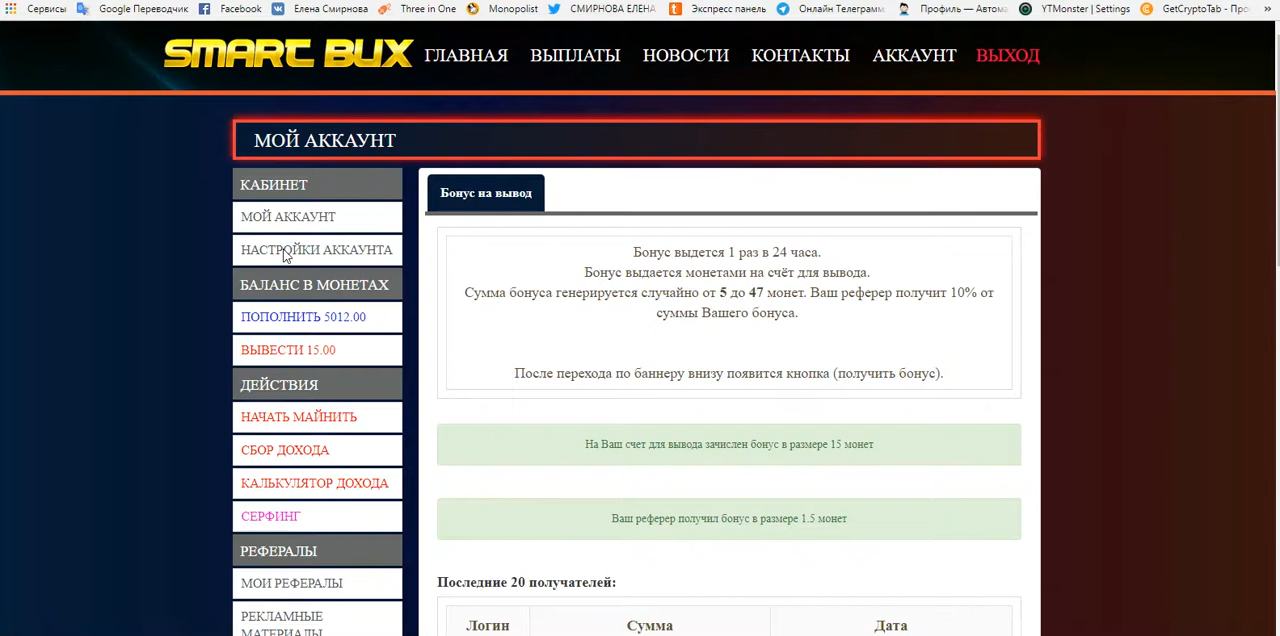 Сервисы Google Переводчик Facebook Елена Смирнова Three in One Monopolist СМИРНОВА ЕЛЕНА Экспресс панель Онлайн Телеграмм. Профиль — Автома YTMonster | Settings GetCryptoTab - Прс »
SMART BUX ГЛАВНАЯ ВЫПЛАТЫ НОВОСТИ КОНТАКТЫ АККАУНТ ВЫХОД
МОЙ АККАУНТ
КАБИНЕТ
МОЙ АККАУНТ
НАСТРОЙКИ АККАУНТА
БАЛАНС В МОНЕТАХ
ПОПОЛНИТЬ 5012.00
ВЫВЕСТИ 15.00
ДЕЙСТВИЯ
НАЧАТЬ МАЙНИТЬ
СБОР ДОХОДА
КАЛЬКУЛЯТОР ДОХОДА
СЕРФИНГ
РЕФЕРАЛЫ
МОИ РЕФЕРАЛЫ
РЕКЛАМНЫЕ
МАТЕРИАЛЫ
Бонус на вывод
Бонус выдется 1 раз в 24 часа.
Бонус выдается монетами на счёт для вывода.
Сумма бонуса генерируется случайно от 5 до 47 монет. Ваш реферер получит 10% от
суммы Вашего бонуса.
После перехода по баннеру внизу появится кнопка (получить бонус).
На Ваш счет для вывода зачислен бонус в размере 15 монет
Ваш реферер получил бонус в размере 1.5 монет
Последние 20 получателей:
Логин Сумма Дата